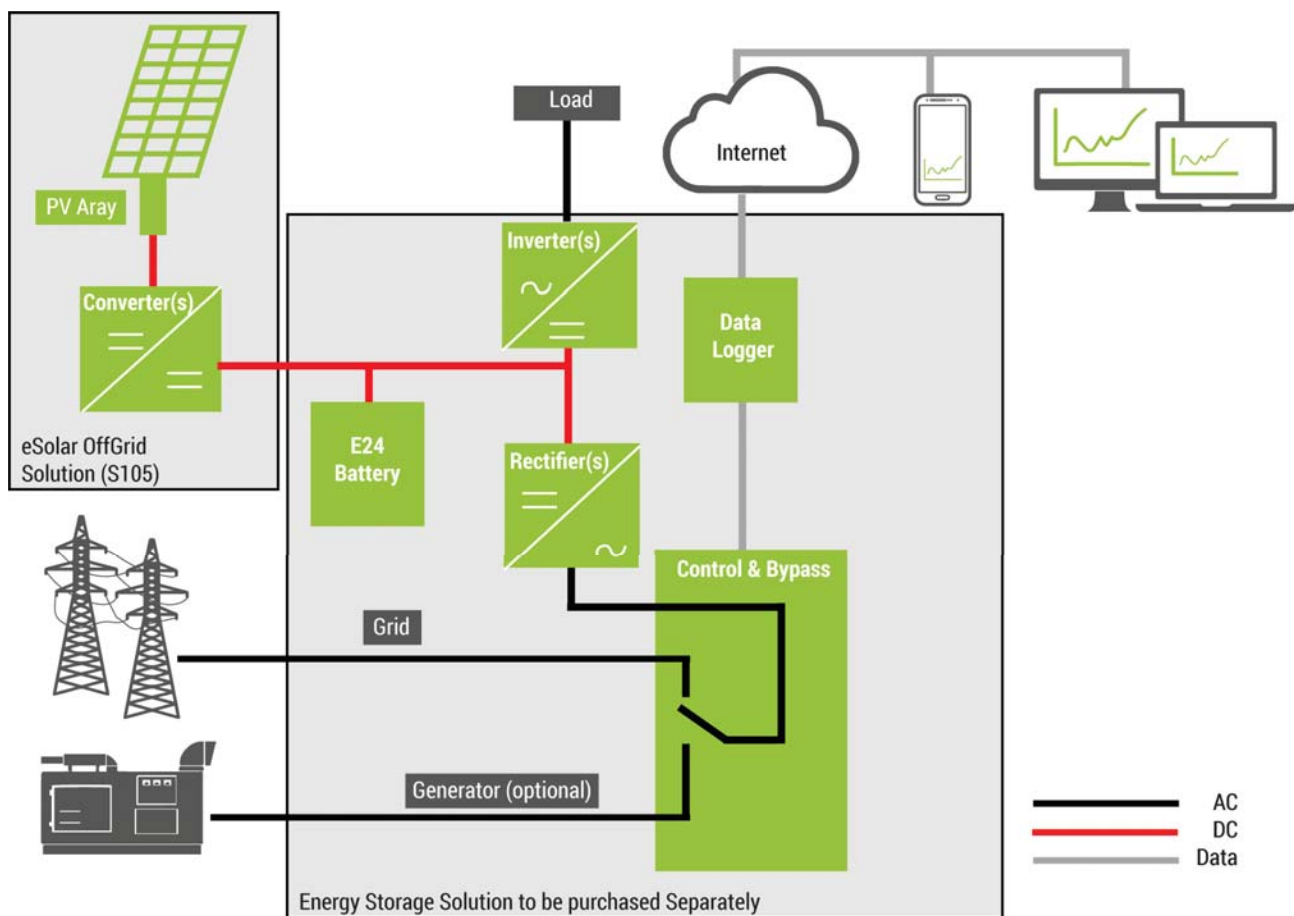 Load
Internet
PV Aray
Inverter(s)
Converter(s)
Data
Logger
E24
Battery
eSolar OffGrid
Solution (S105)
Rectifier(s)
Control & Bypass
Grid
Generator (optional)
AC
DC
Data
Energy Storage Solution to be purchased Separately